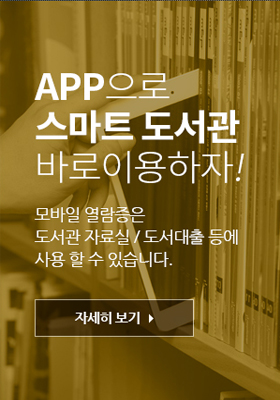 APP으로
스마트 도서관
바로이용하자!
모바일 열람증은
도서관 자료실 / 도서대출 등에
사용 할 수 있습니다.
자세히 보기